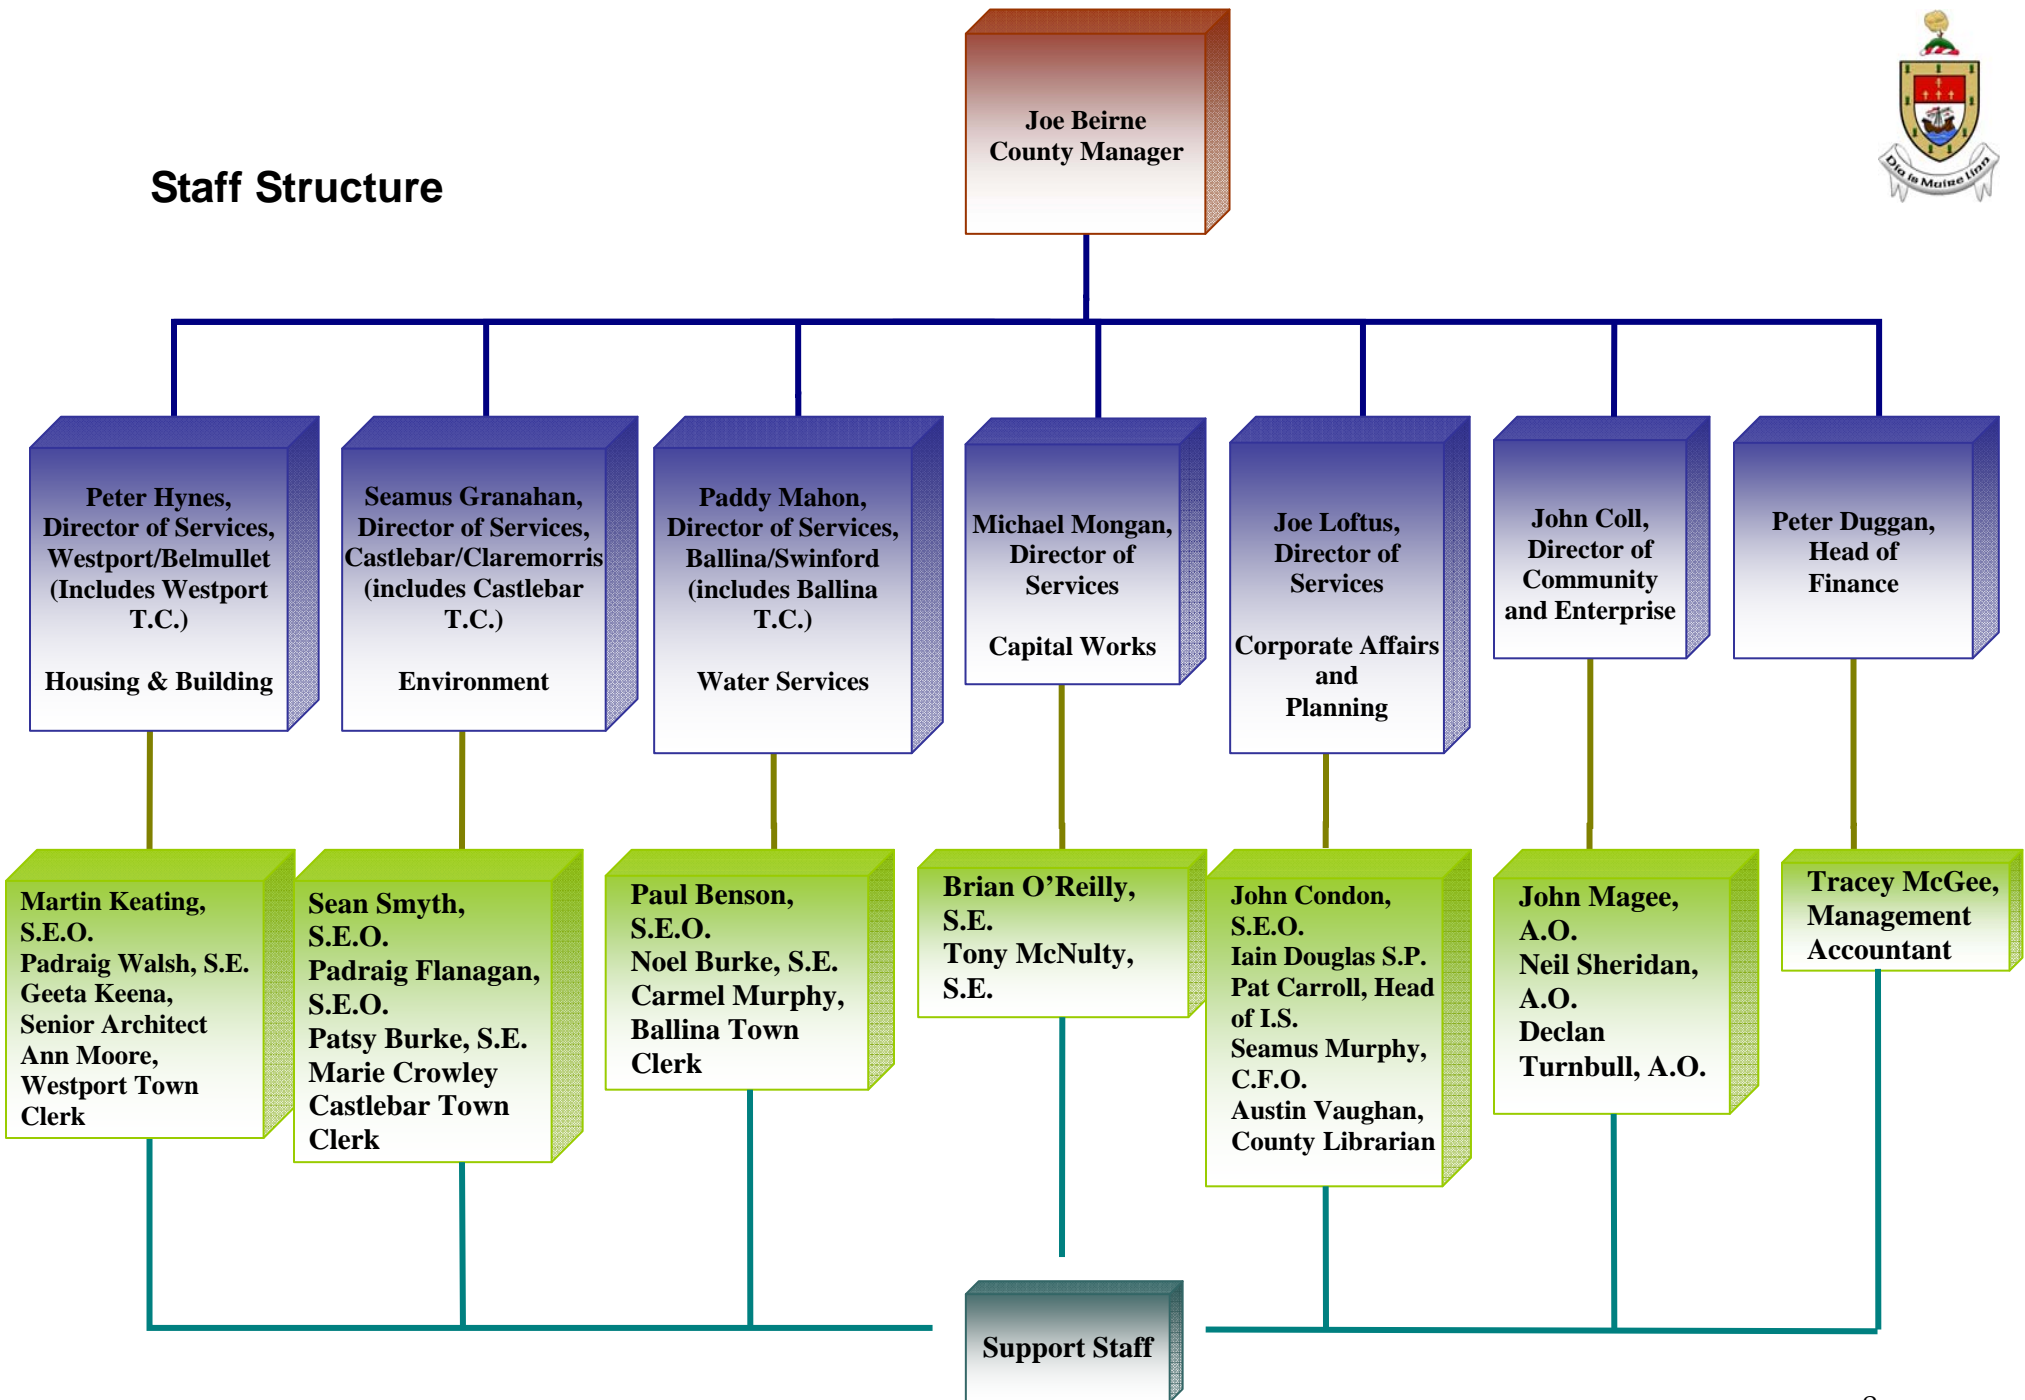 Joe Beirne
County Manager
Dia is Muire Linn
Staff Structure
Peter Hynes,
Director of Services,
Westport/Belmullet
(Includes Westport
T.C.)
Housing & Building
Seamus Granahan,
Director of Services,
Castlebar/Claremorris
(includes Castlebar
T.C.)
Environment
Paddy Mahon,
Director of Services,
Ballina/Swinford
(includes Ballina
T.C.)
Water Services
Michael Mongan,
Director of
Services
Capital Works
Joe Loftus,
Director of
Services
Corporate Affairs
and
Planning
John Coll,
Director of
Community
and Enterprise
Peter Duggan,
Head of
Finance
Martin Keating,
S.E.O.
Padraig Walsh, S.E.
Geeta Keena,
Senior Architect
Ann Moore,
Westport Town
Clerk
Sean Smyth,
S.E.O.
Padraig Flanagan,
S.E.O.
Patsy Burke, S.E.
Marie Crowley
Castlebar Town
Clerk
Paul Benson,
S.E.O.
Noel Burke, S.E.
Carmel Murphy,
Ballina Town
Clerk
Brian O’Reilly,
S.E.
Tony McNulty,
S.E.
John Condon,
S.E.O.
Iain Douglas S.P.
Pat Carroll, Head
of I.S.
Seamus Murphy,
C.F.O.
Austin Vaughan,
County Librarian
John Magee,
A.O.
Neil Sheridan,
A.O.
Declan
Turnbull, A.O.
Tracey McGee,
Management
Accountant
Support Staff